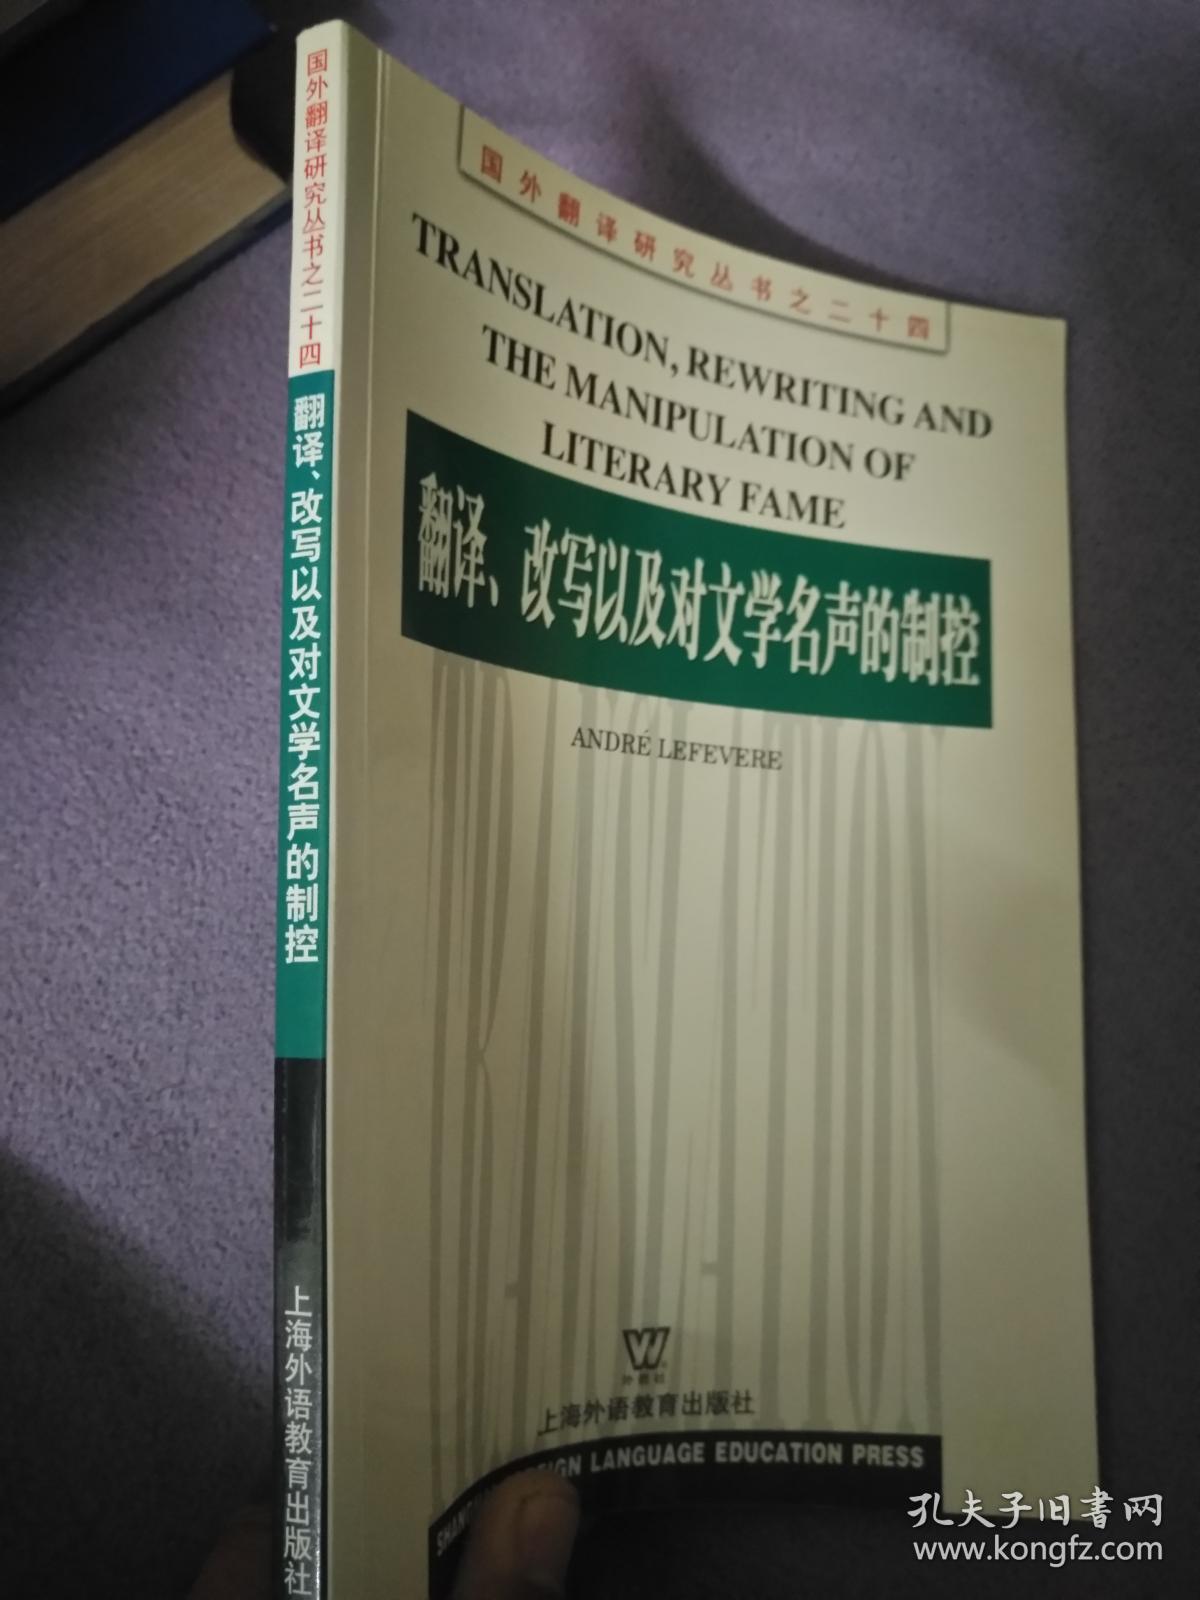 国外翻译研究丛书之二十四
翻译、改写以及对文学名声的制控
上海外语教育出版社
国外翻译研究丛书之二十四
TRANSLATION, REWRITING AND
THE MANIPULATION OF
LITERARY FAME
翻译、改写以及对文学名声的制控
ANDRÉ LEFEVERE
TRANSLATION
外教社
上海外语教育出版社
LANGUAGE EDUCATION PRESS
孔夫子旧书网
www.kongfz.com